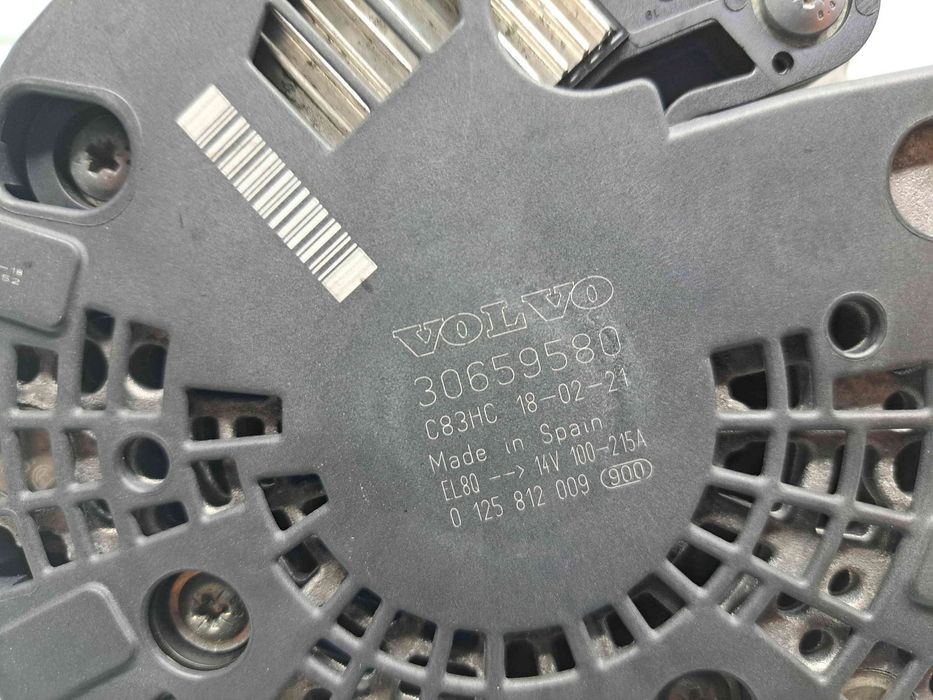 VOLVO
30659580
C83HC 18-02-21
Made in Spain
EL80 --> 14V 100-215A
0 125 812 009 900